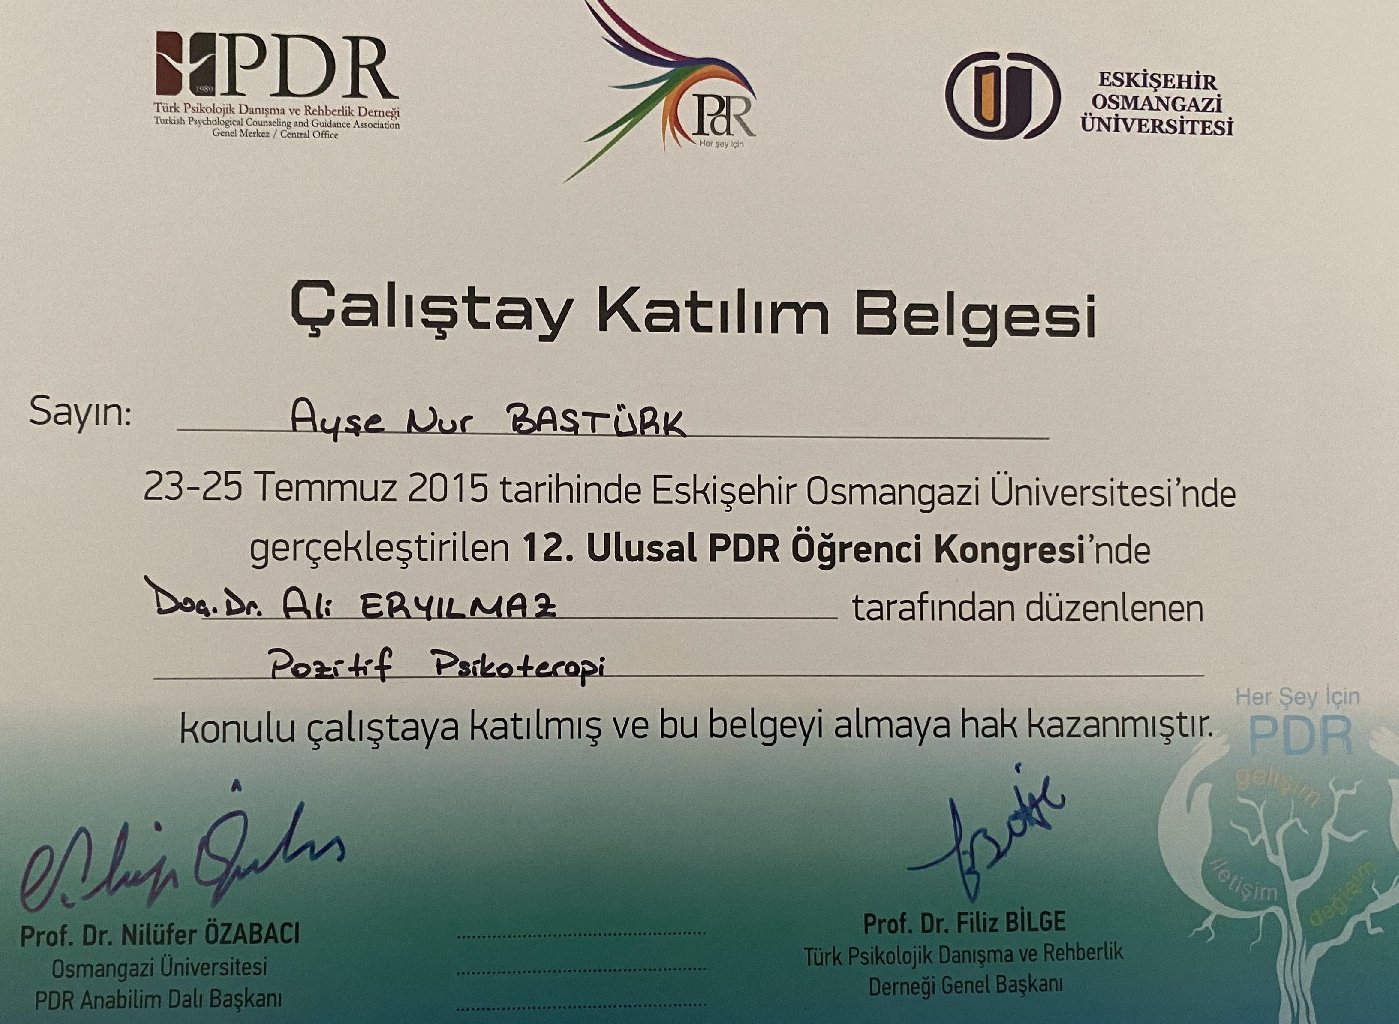 PDR
1989
Türk Psikolojik Danışma ve Rehberlik Derneği
Turkish Psychological Counseling and Guidance Association
Genel Merkez / Central Office
PdR
Her şey için
ESKİŞEHİR
OSMANGAZİ
ÜNİVERSİTESİ
Çalıştay Katılım Belgesi
Sayın: Ayşe Nur BAŞTÜRK
23-25 Temmuz 2015 tarihinde Eskişehir Osmangazi Üniversitesi'nde
gerçekleştirilen 12. Ulusal PDR Öğrenci Kongresi'nde
Doç. Dr. Ali ERYILMAZ tarafından düzenlenen
Pozitif Psikoterapi
konulu çalıştaya katılmış ve bu belgeyi almaya hak kazanmıştır.
Her Şey İçin
PDR
gelişim
iletişim
değişim
Prof. Dr. Nilüfer ÖZABACI
Osmangazi Üniversitesi
PDR Anabilim Dalı Başkanı
Prof. Dr. Filiz BİLGE
Türk Psikolojik Danışma ve Rehberlik
Derneği Genel Başkanı